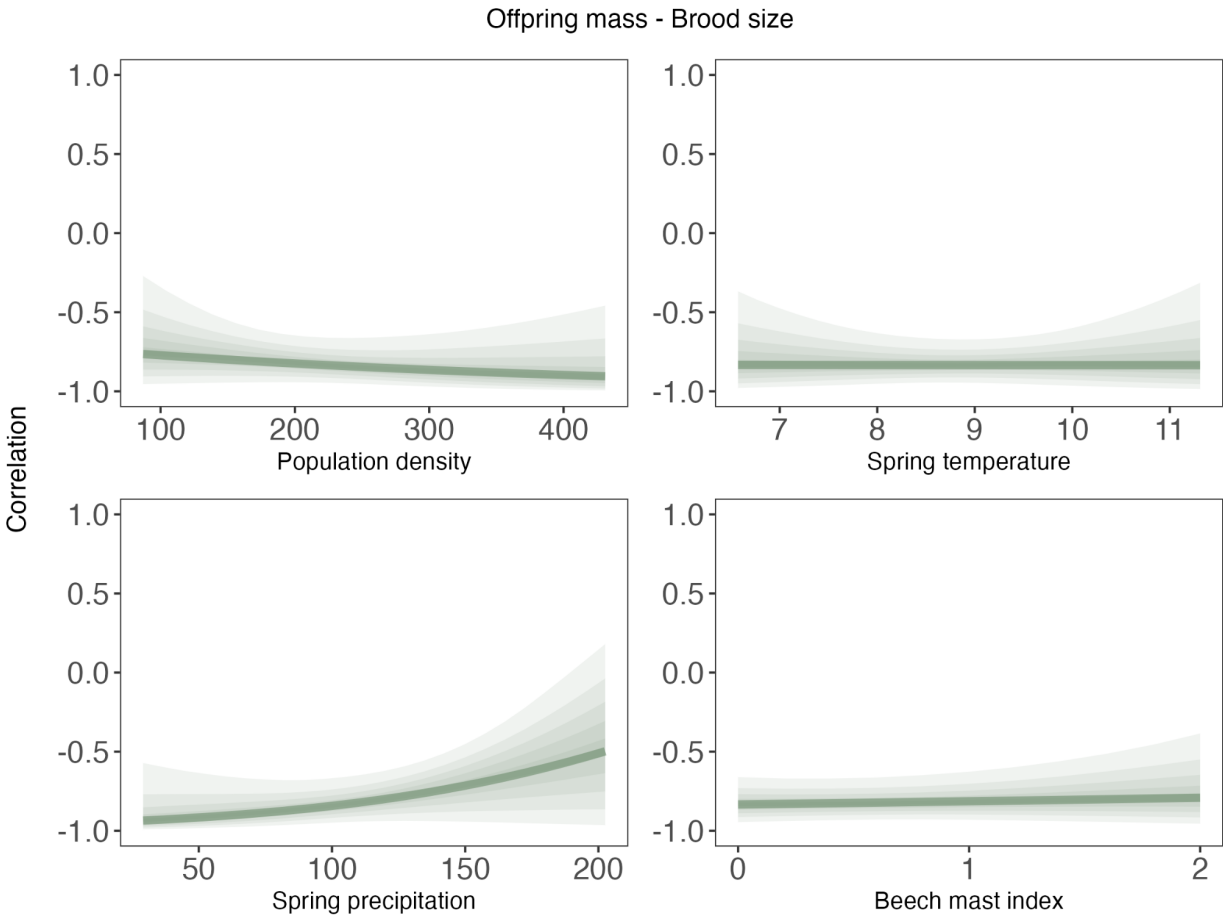 Offspring mass - Brood size
Correlation
1.0
0.5
0.0
-0.5
-1.0
100 200 300 400
Population density
1.0
0.5
0.0
-0.5
-1.0
7 8 9 10 11
Spring temperature
1.0
0.5
0.0
-0.5
-1.0
50 100 150 200
Spring precipitation
1.0
0.5
0.0
-0.5
-1.0
0 1 2
Beech mast index